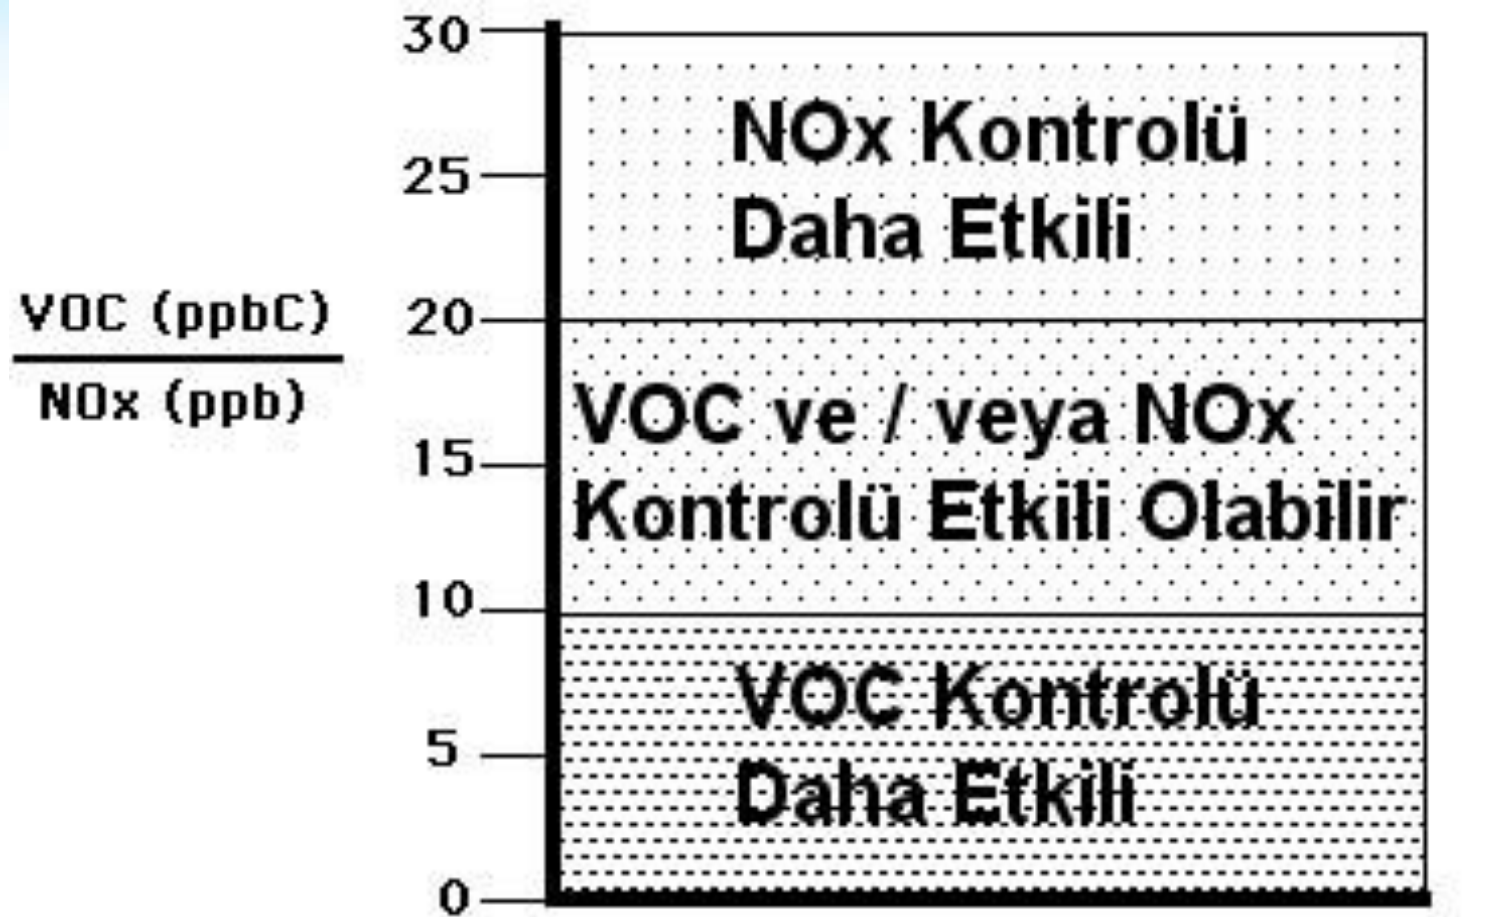 30
NOx Kontrolü
25
Daha Etkili
VOC (ppbC)
NOx (ppb)
20
VOC ve / veya NOx
15
Kontrolü Etkili Olabilir
10
VOC Kontrolü
5
Daha Etkili
0